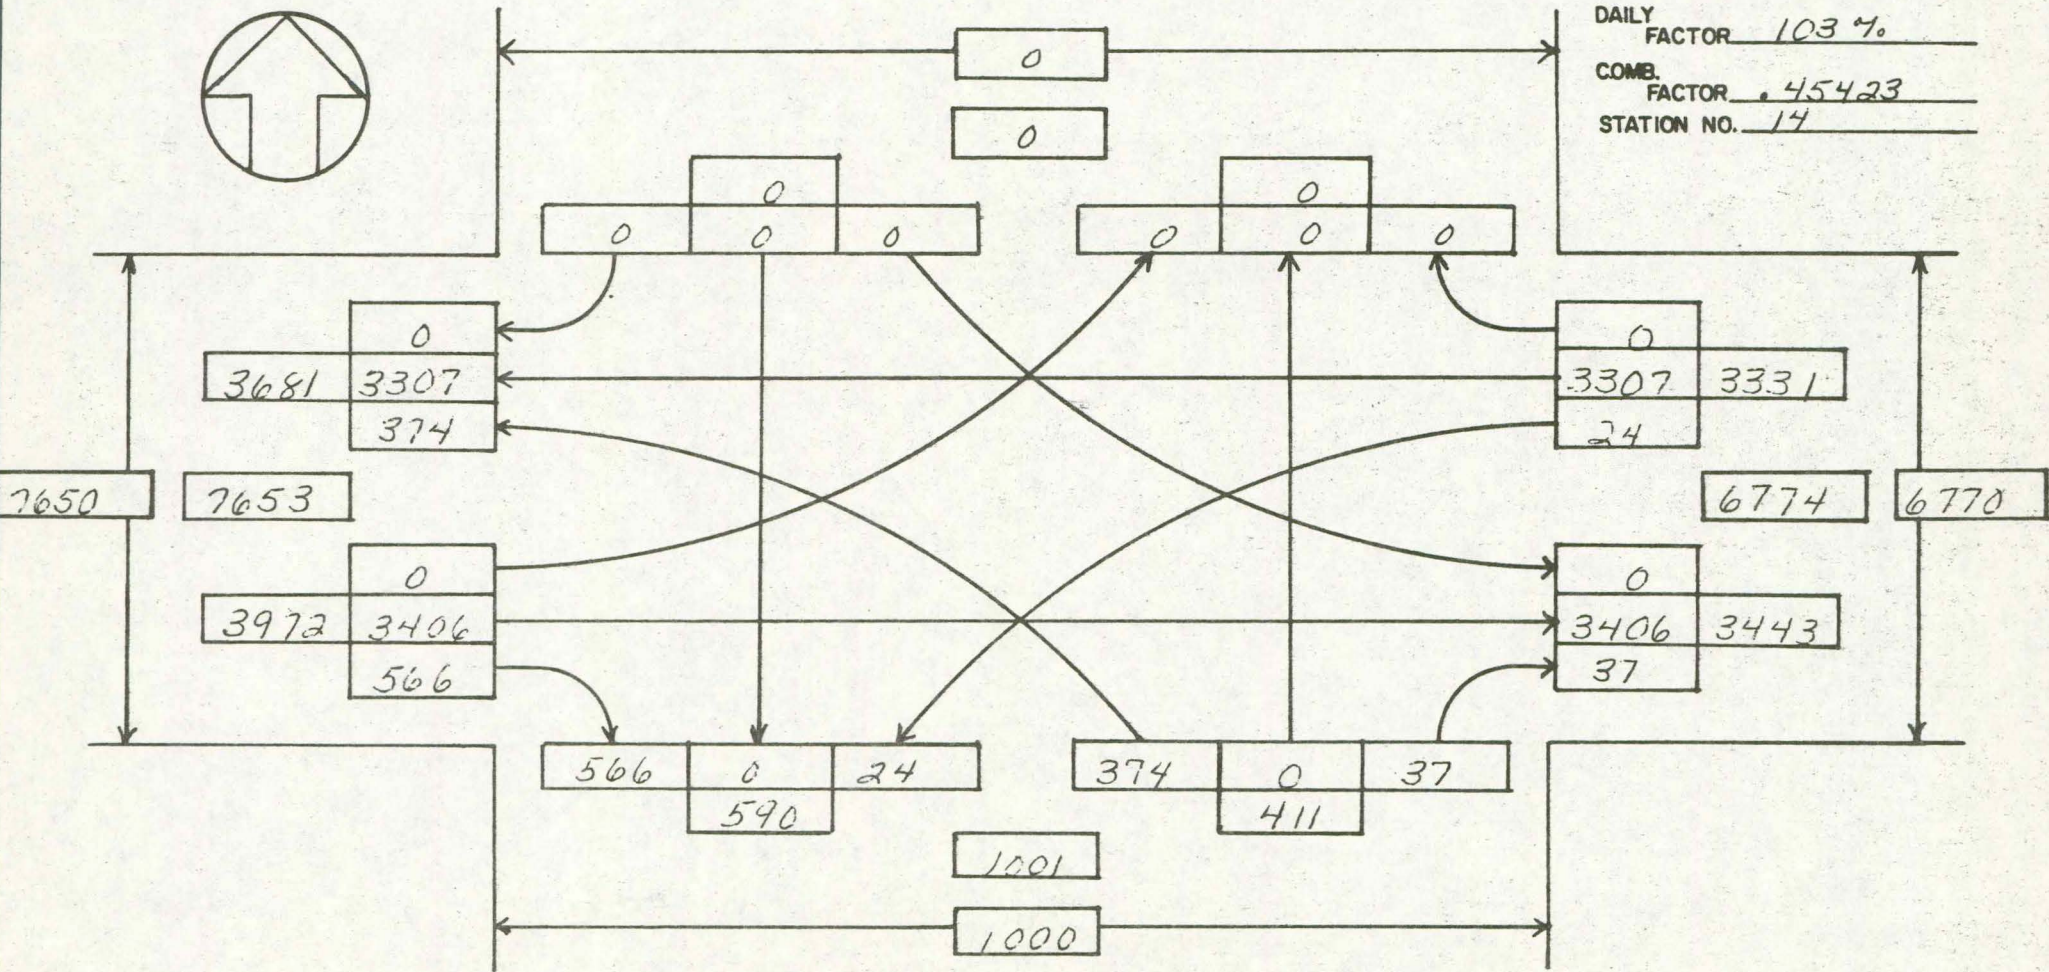 DAILY
FACTOR 103 %
COMB.
FACTOR .45423
STATION NO. 14
0
0
0
0 0 0
0
0 0 0
0
3681 3307
374
0
3307 3331
24
7650 7653
6774 6770
0
3972 3406
566
0
3406 3443
37
566 0 24
590
374 0 37
411
1001
1000